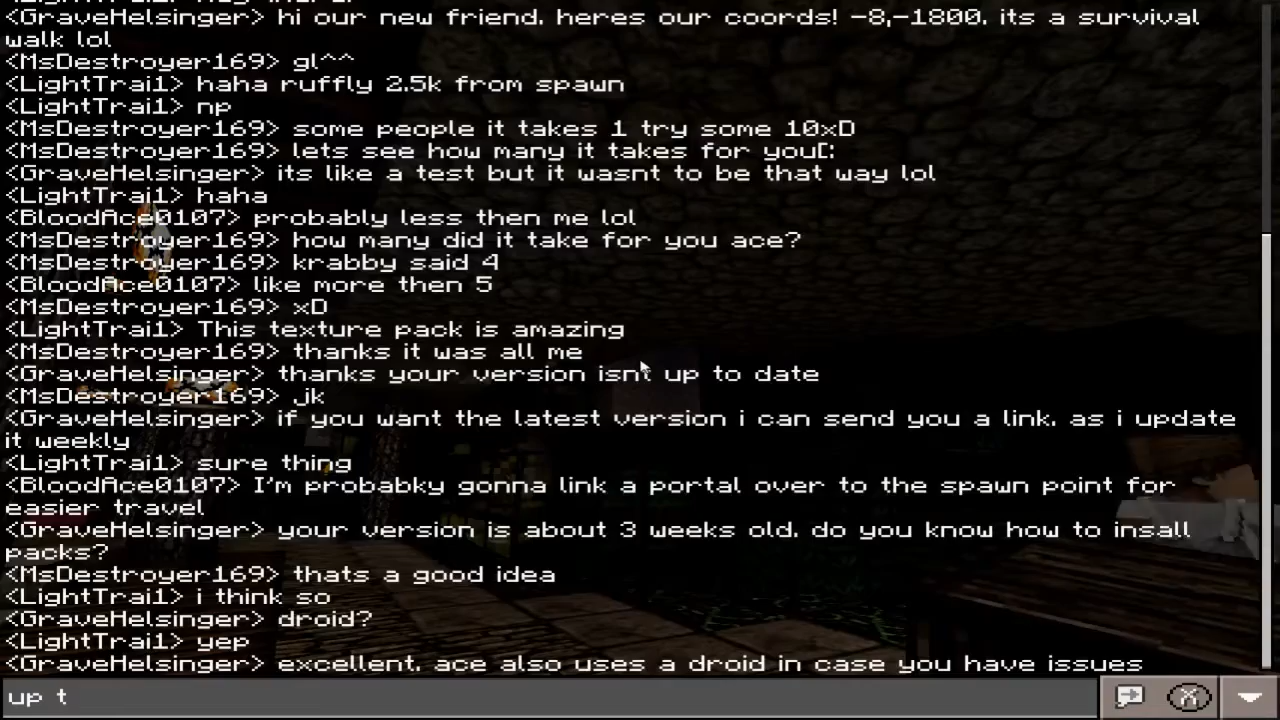 <GraveHelsinger> hi our new friend. heres our coords! -8,-1800. its a survival
walk lol
<MsDestroyer169> gl^^
<LightTrai1> haha ruffly 2.5k from spawn
<LightTrai1> np
<MsDestroyer169> some people it takes 1 try some 10xD
<MsDestroyer169> lets see how many it takes for you[:
<GraveHelsinger> its like a test but it wasnt to be that way lol
<LightTrai1> haha
<BloodAce0107> probably less then me lol
<MsDestroyer169> how many did it take for you ace?
<MsDestroyer169> krabby said 4
<BloodAce0107> like more then 5
<MsDestroyer169> xD
<LightTrai1> This texture pack is amazing
<MsDestroyer169> thanks it was all me
<GraveHelsinger> thanks your version isnt up to date
<MsDestroyer169> jk
<GraveHelsinger> if you want the latest version i can send you a link. as i update
it weekly
<LightTrai1> sure thing
<BloodAce0107> I'm probabky gonna link a portal over to the spawn point for
easier travel
<GraveHelsinger> your version is about 3 weeks old. do you know how to insall
packs?
<MsDestroyer169> thats a good idea
<LightTrai1> i think so
<GraveHelsinger> droid?
<LightTrai1> yep
<GraveHelsinger> excellent. ace also uses a droid in case you have issues
up t